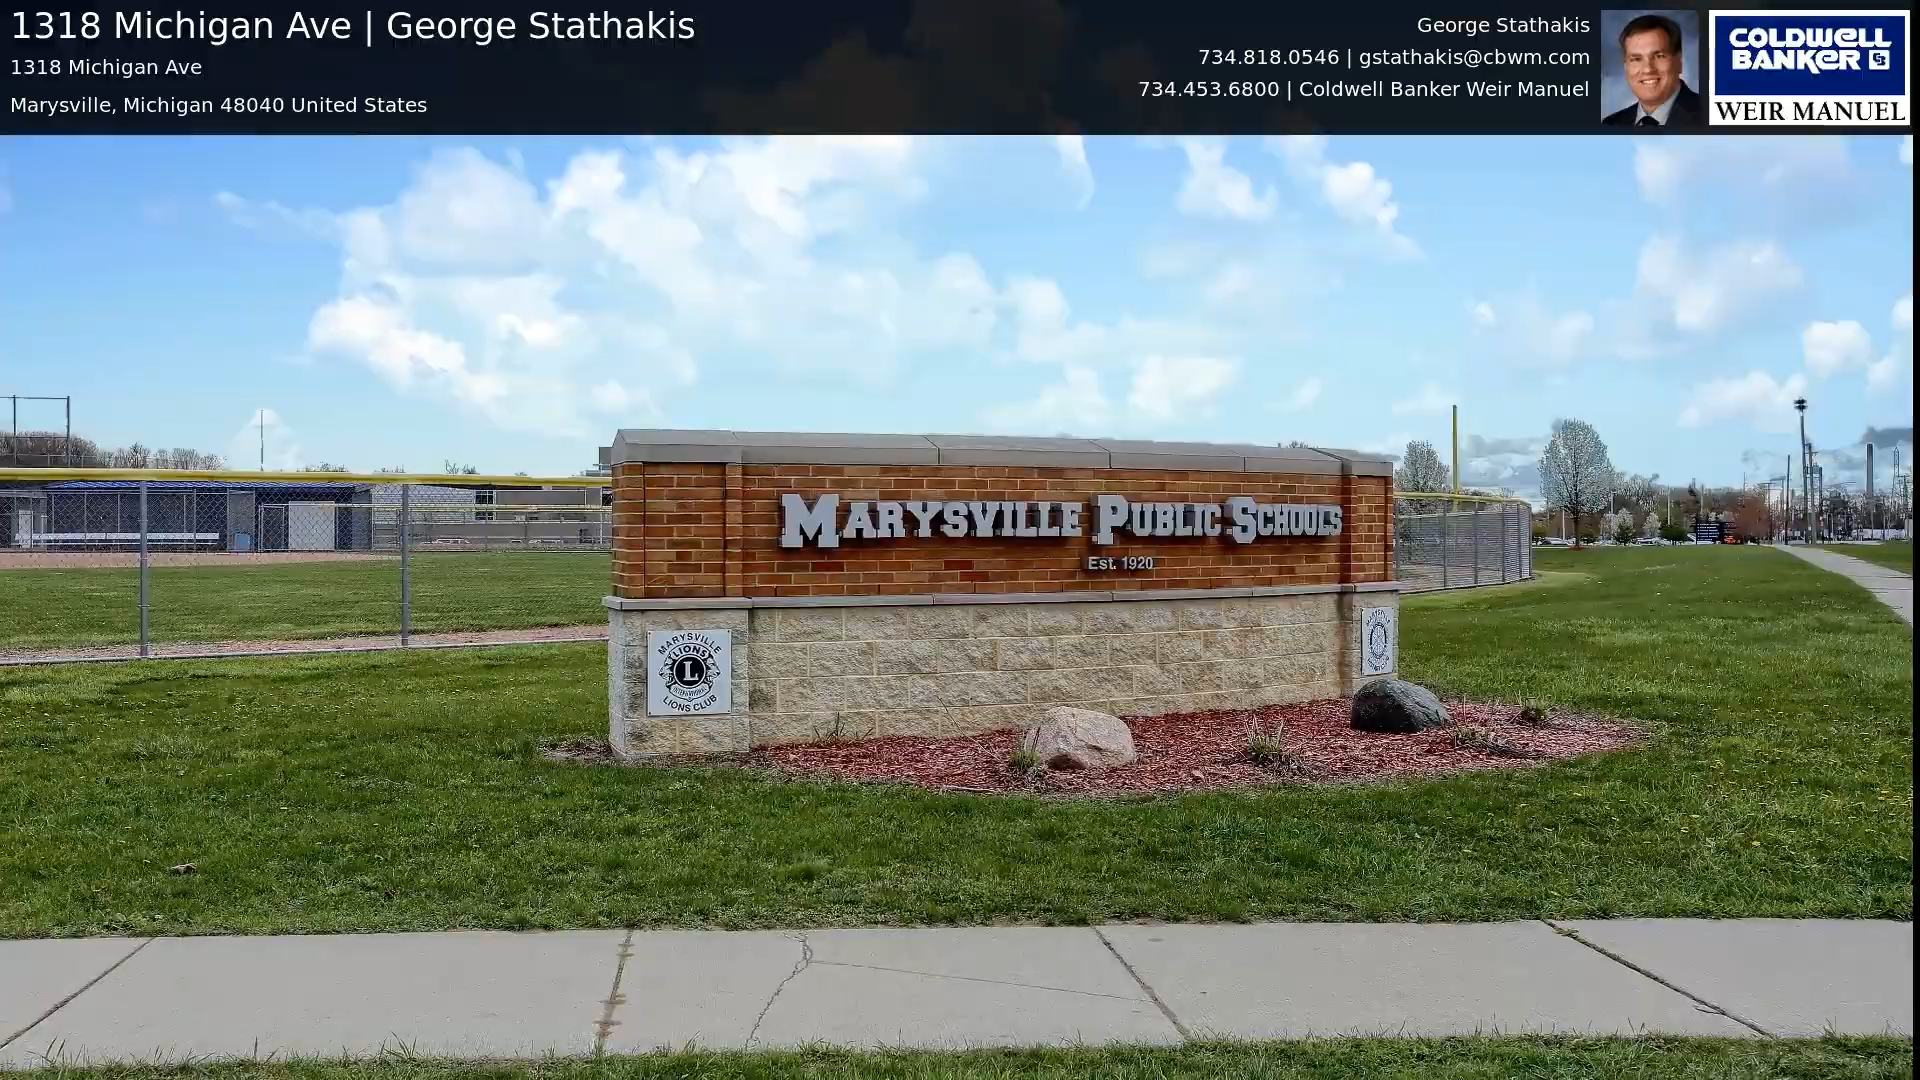 1318 Michigan Ave | George Stathakis
1318 Michigan Ave
Marysville, Michigan 48040 United States
George Stathakis
734.818.0546 | gstathakis@cbwm.com
734.453.6800 | Coldwell Banker Weir Manuel
COLDWELL
BANKER
WEIR MANUEL
MARYSVILLE PUBLIC SCHOOLS
Est. 1920
MARYSVILLE
LIONS
L
INTERNATIONAL
LIONS CLUB